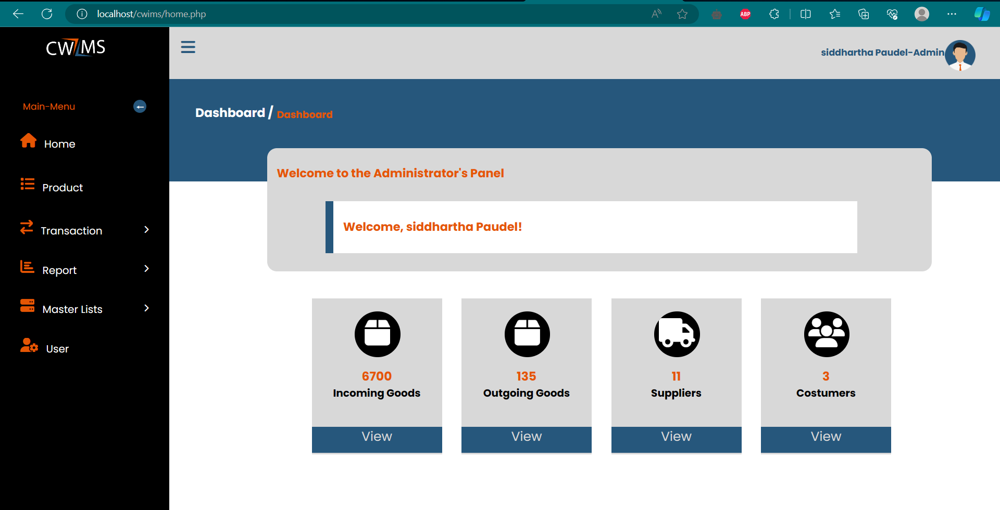 localhost/cwims/home.php
ABP
CWIMS
siddhartha Paudel-Admin
Main-Menu
Dashboard / Dashboard
Home
Product
Transaction
Report
Master Lists
User
Welcome to the Administrator's Panel
Welcome, siddhartha Paudel!
6700
Incoming Goods
View
135
Outgoing Goods
View
11
Suppliers
View
3
Costumers
View